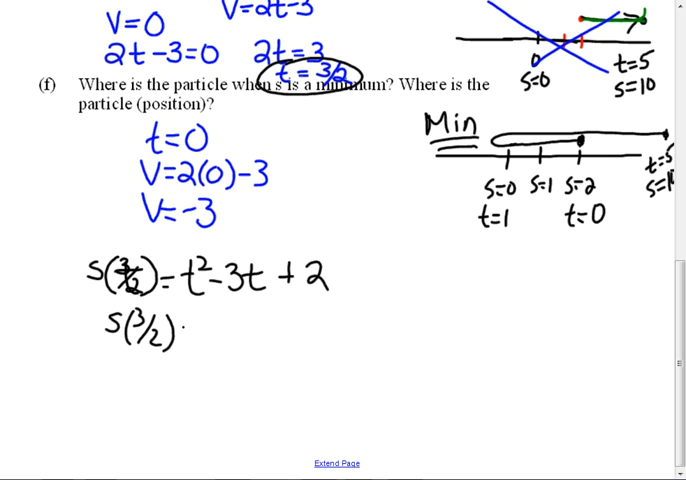 V=2t-3
V=0
2t-3=0 2t=3
t=3/2
(f) Where is the particle when s is a minimum? Where is the
particle (position)?
0
s=0
t=5
s=10
t=0
V=2(0)-3
V=-3
Min
s=0 s=1 s=2
t=1 t=0
t=5
s=1
s(3/2)=t²-3t+2
s(3/2)
Extend Page